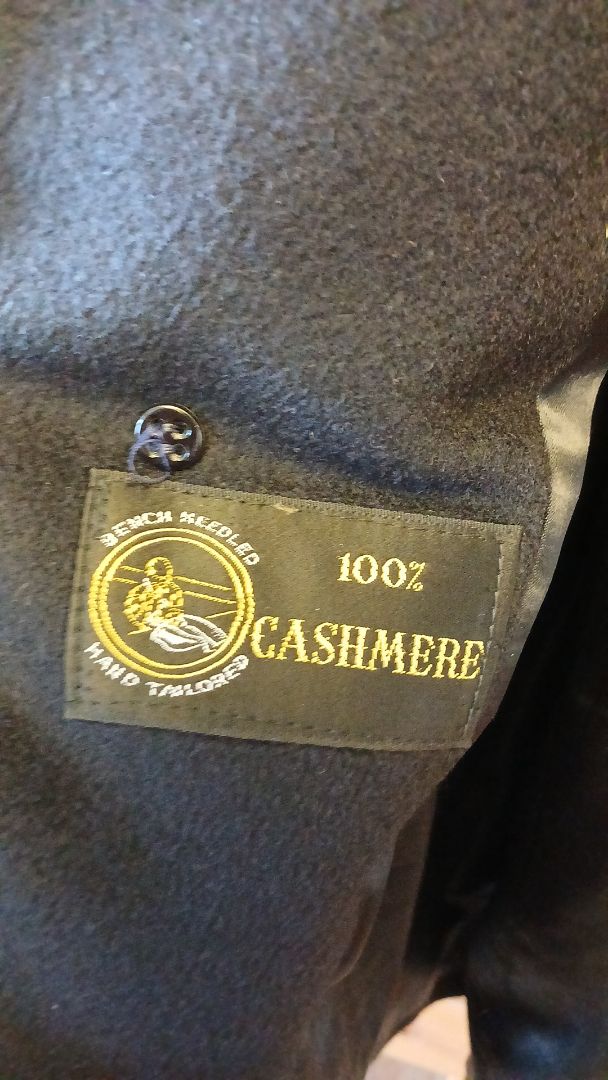 BENCH NEEDLED
HAND TAILORED
100%
CASHMERE